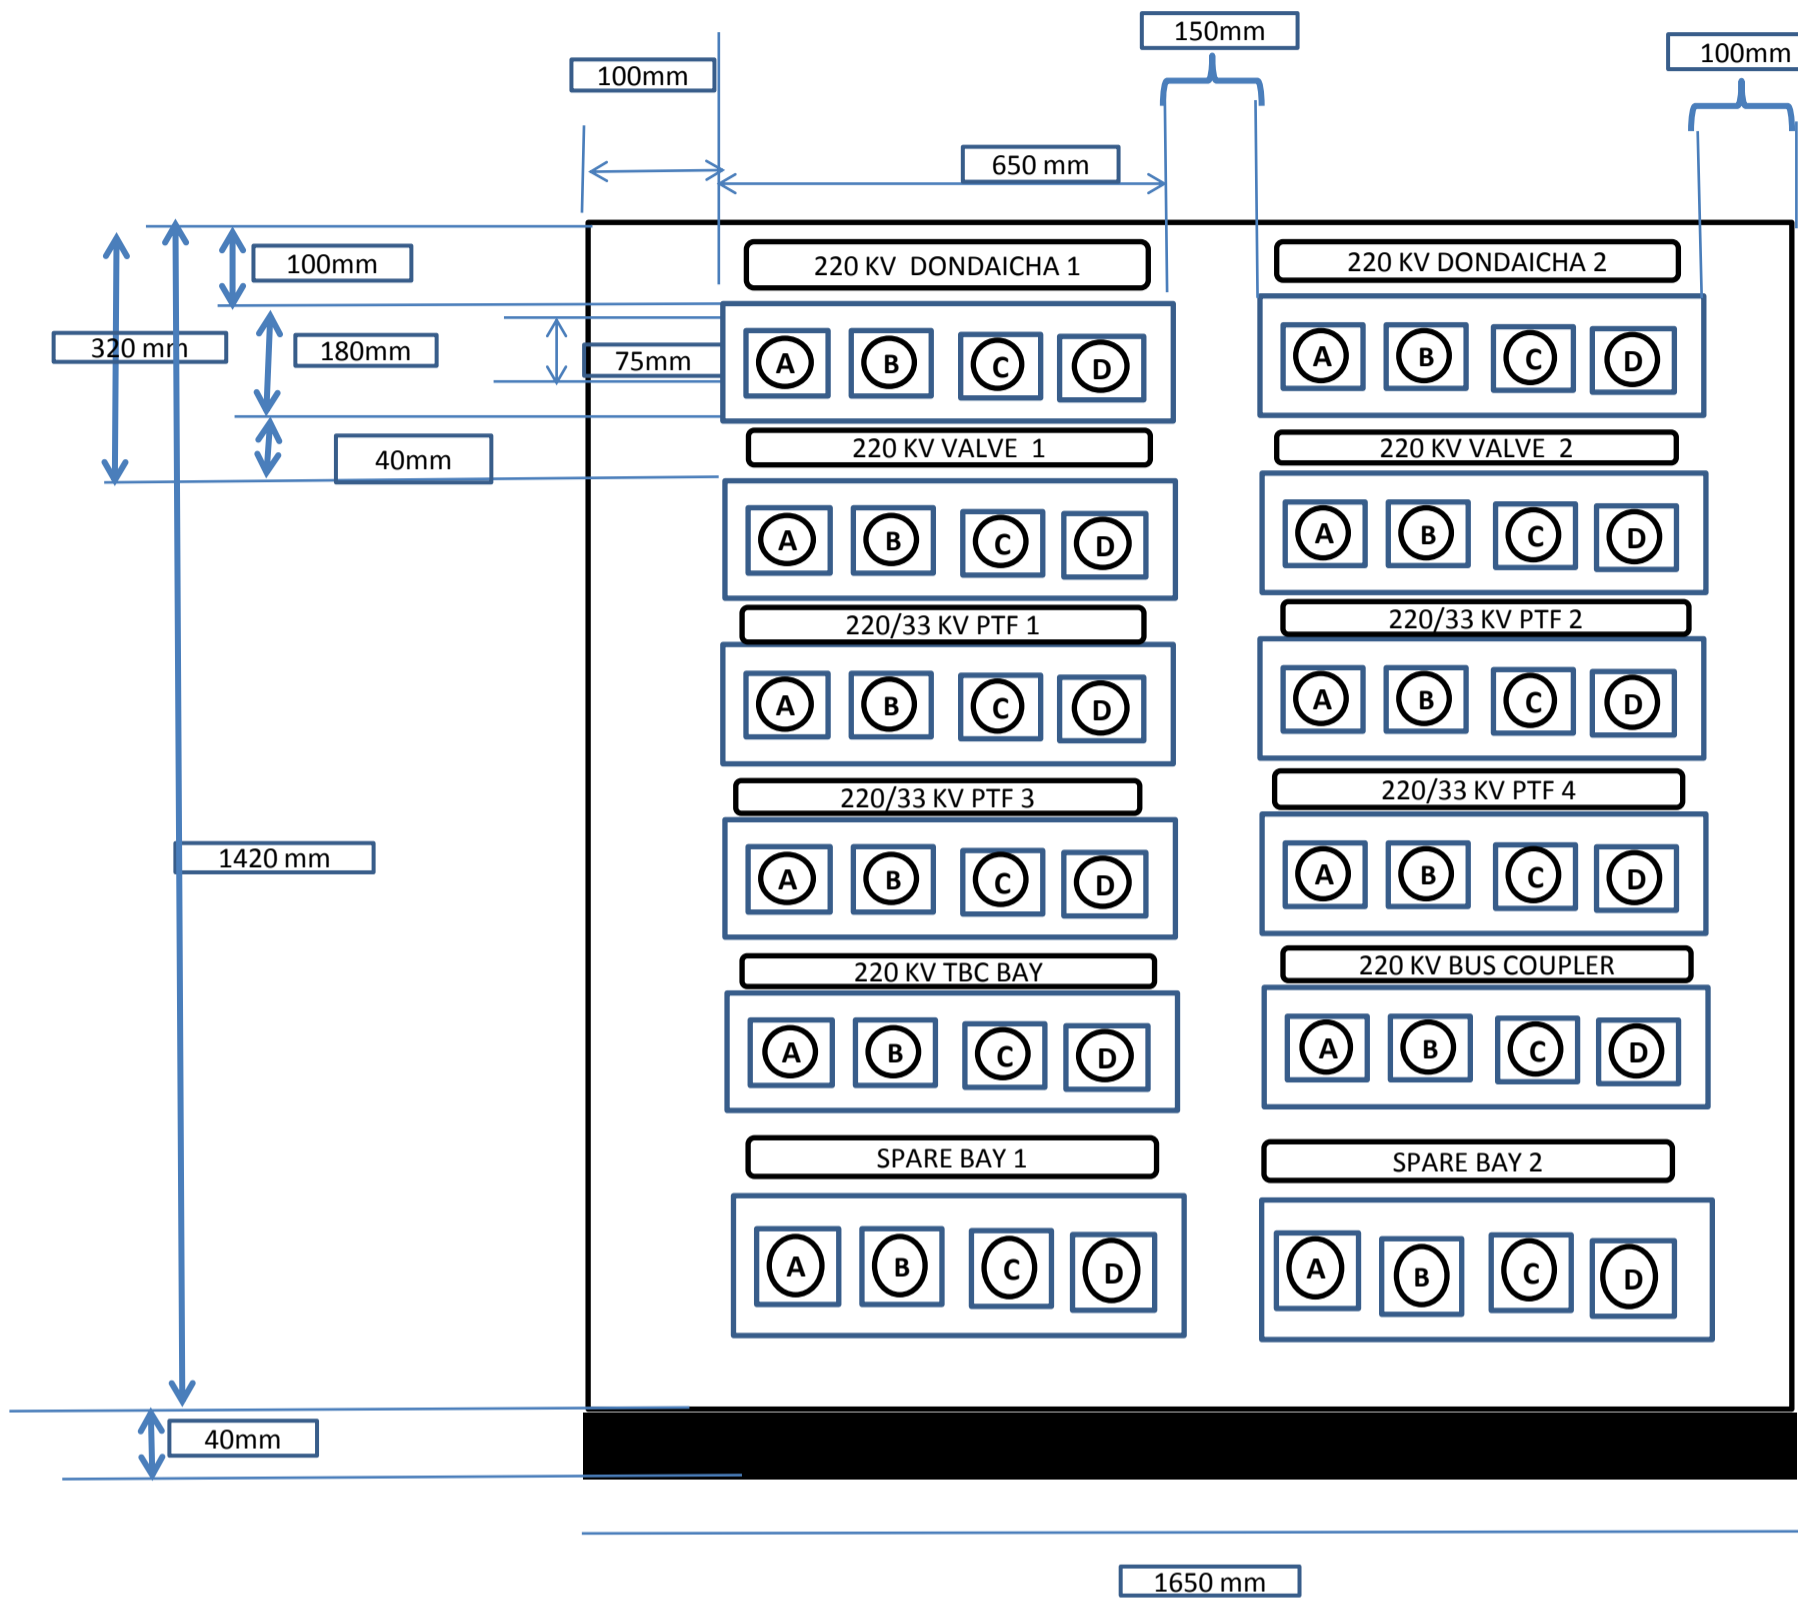 150mm
100mm
100mm
650 mm
100mm
320 mm
180mm
75mm
40mm
220 KV  DONDAICHA 1
220 KV DONDAICHA 2
A B C D
A B C D
220 KV VALVE  1
220 KV VALVE  2
A B C D
A B C D
220/33 KV PTF 1
220/33 KV PTF 2
A B C D
A B C D
220/33 KV PTF 3
220/33 KV PTF 4
1420 mm
A B C D
A B C D
220 KV TBC BAY
220 KV BUS COUPLER
A B C D
A B C D
SPARE BAY 1
SPARE BAY 2
A B C D
A B C D
40mm
1650 mm